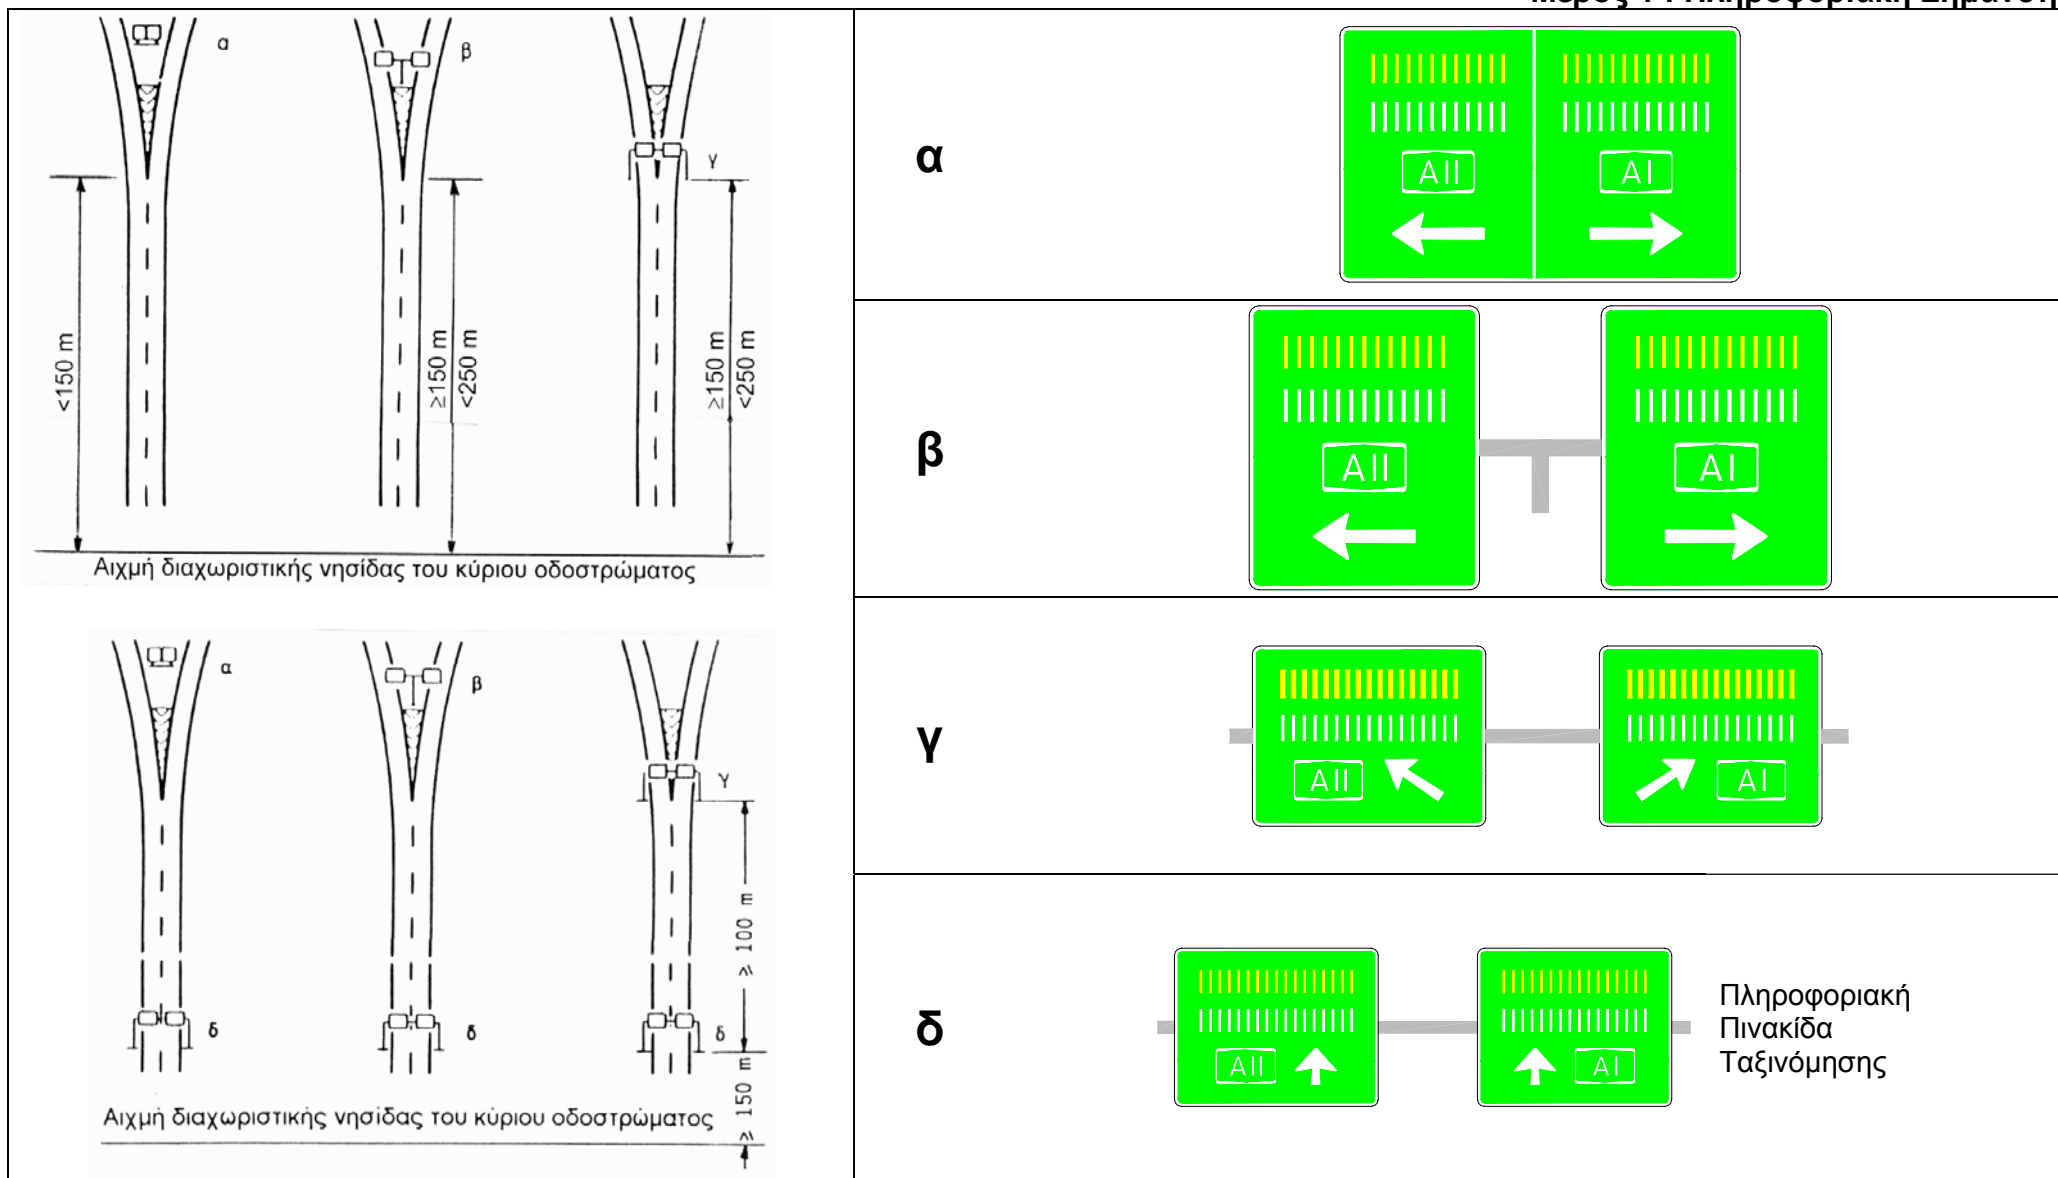 α
β
γ
<150 m
≥150 m
<250 m
≥150 m
<250 m
Αιχμή διαχωριστικής νησίδας του κύριου οδοστρώματος
α
β
γ
≥ 100 m
δ
δ
δ
≥ 150 m
Αιχμή διαχωριστικής νησίδας του κύριου οδοστρώματος
α
AII
AI
β
AII
AI
γ
AII
AI
δ
AII
AI
Πληροφοριακή
Πινακίδα
Ταξινόμησης